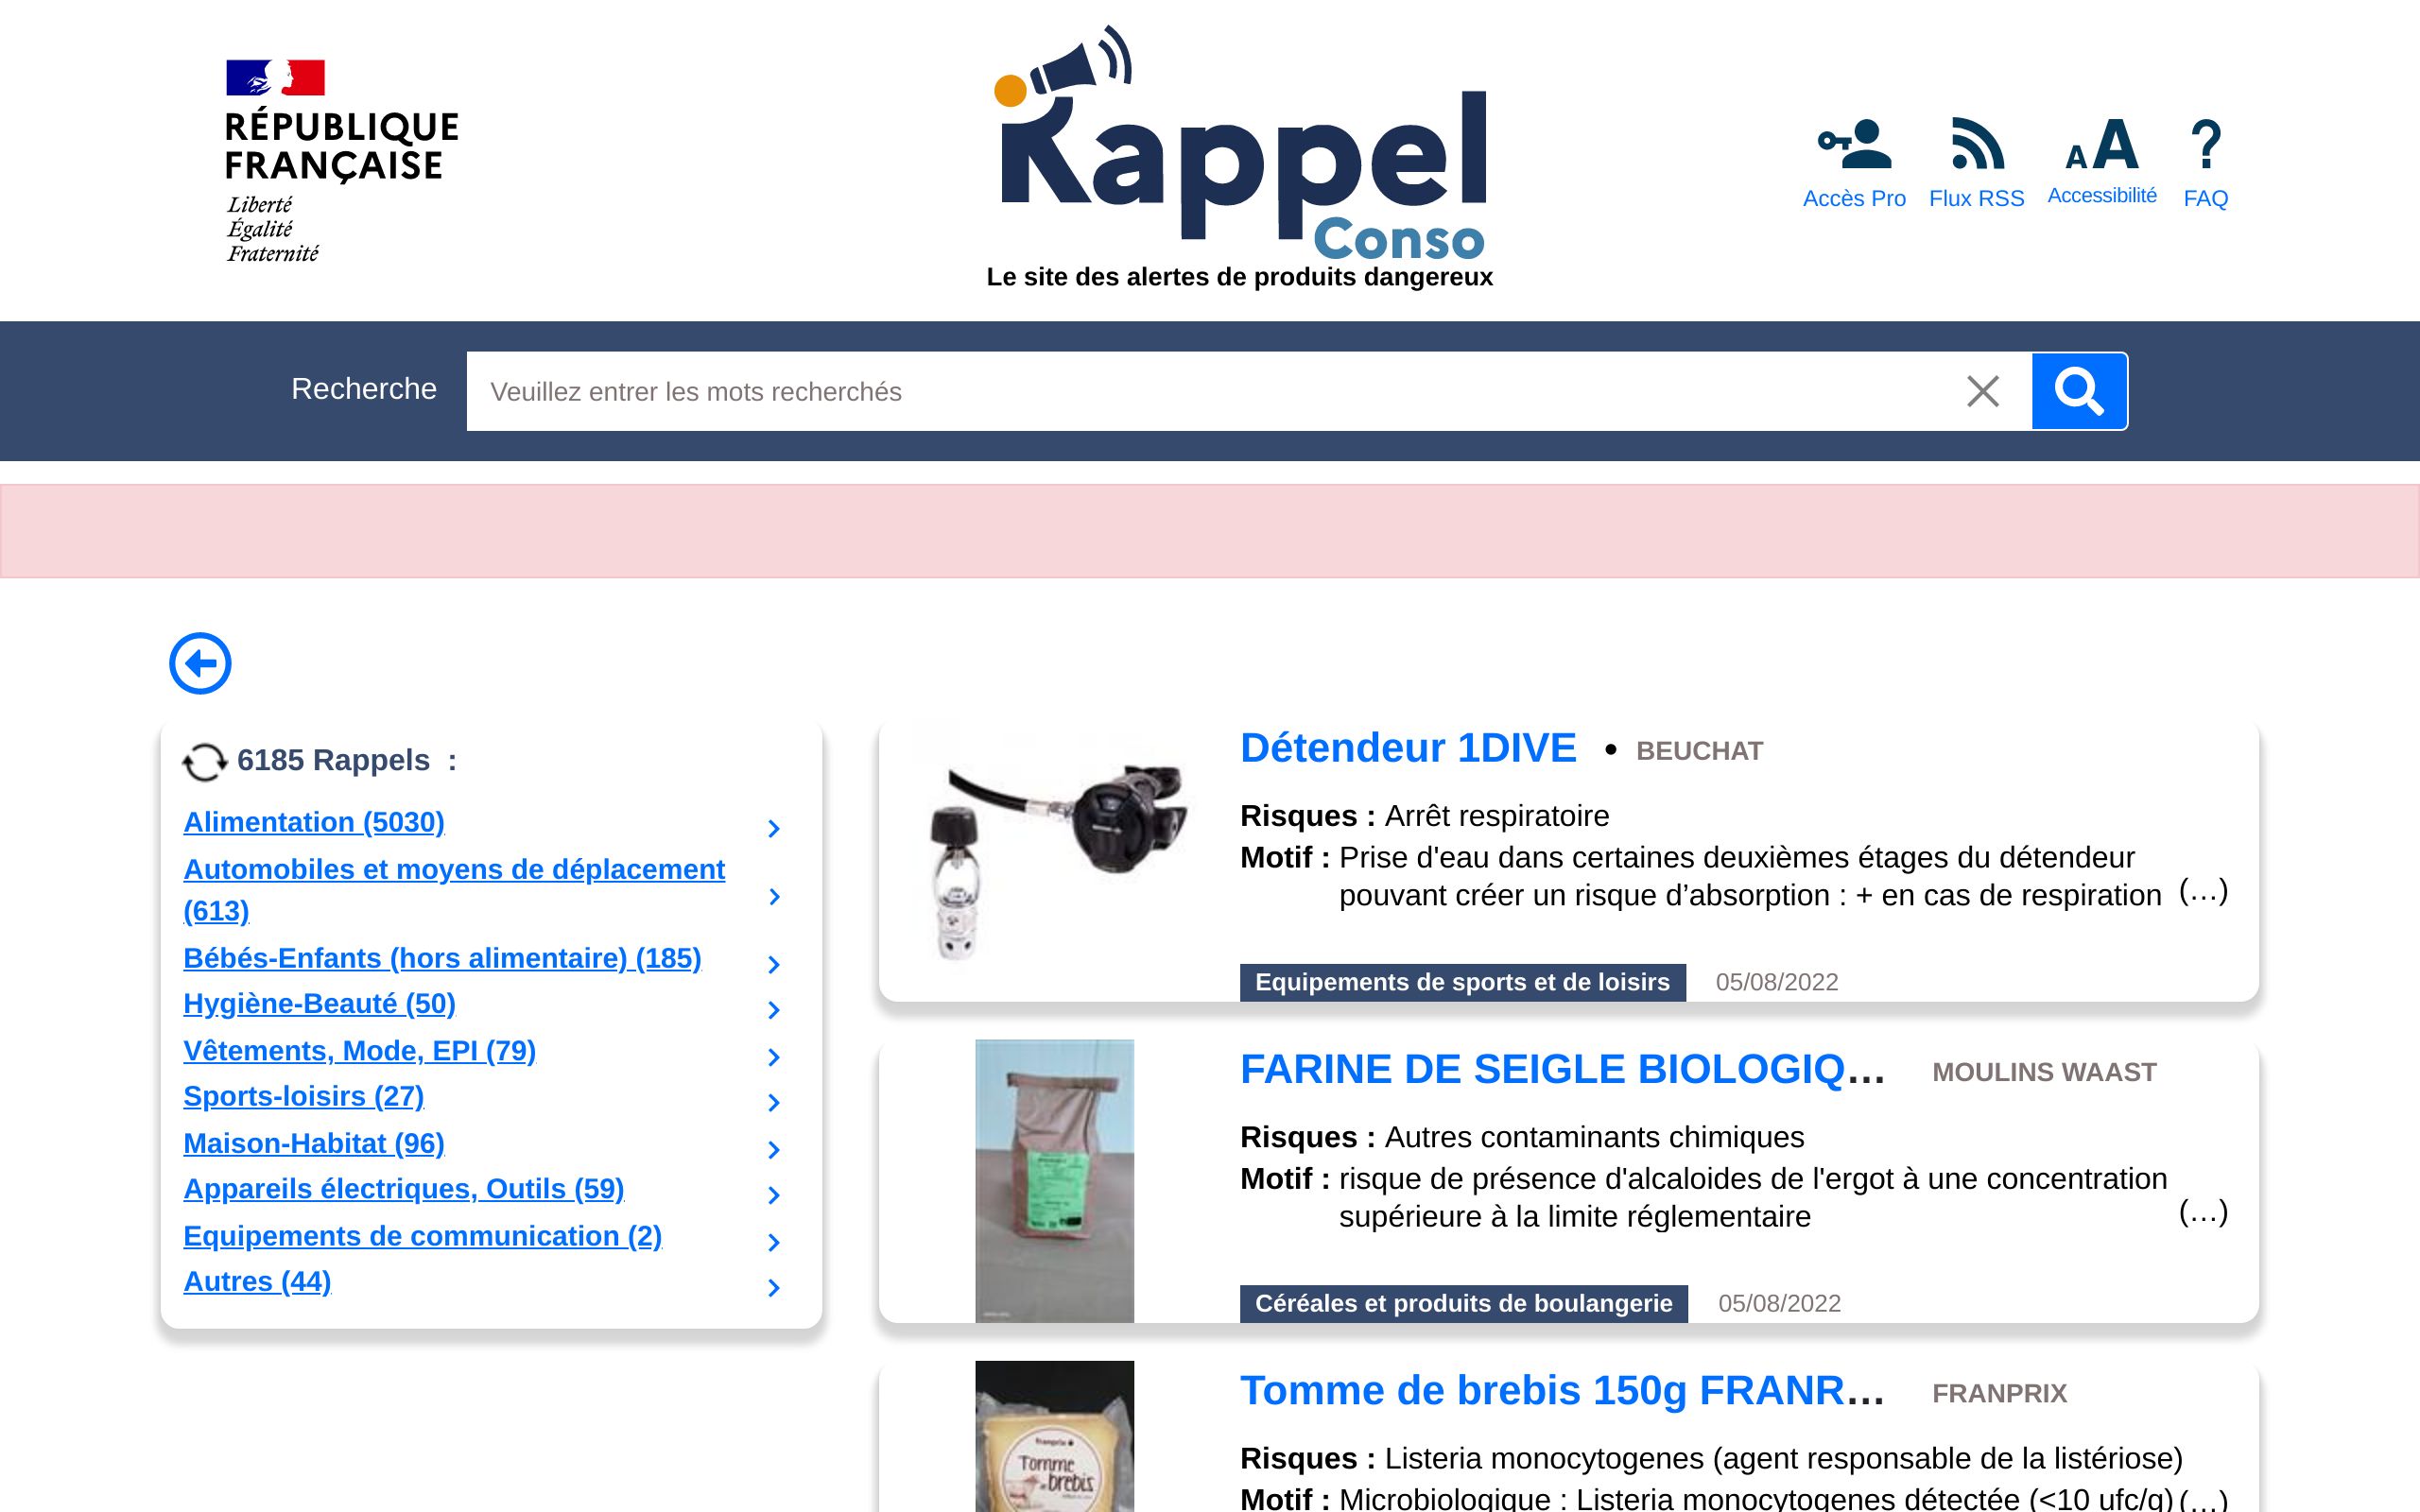 RÉPUBLIQUE
FRANÇAISE
Liberté
Égalité
Fraternité
Rappel
Conso
Le site des alertes de produits dangereux
Accès Pro
Flux RSS
AA
Accessibilité
?
FAQ
Recherche
Veuillez entrer les mots recherchés
6185 Rappels :
Alimentation (5030)
Automobiles et moyens de déplacement
(613)
Bébés-Enfants (hors alimentaire) (185)
Hygiène-Beauté (50)
Vêtements, Mode, EPI (79)
Sports-loisirs (27)
Maison-Habitat (96)
Appareils électriques, Outils (59)
Equipements de communication (2)
Autres (44)
Détendeur 1DIVE • BEUCHAT
Risques : Arrêt respiratoire
Motif : Prise d'eau dans certaines deuxièmes étages du détendeur
pouvant créer un risque d’absorption : + en cas de respiration (…)
Equipements de sports et de loisirs 05/08/2022
FARINE DE SEIGLE BIOLOGIQ… MOULINS WAAST
Risques : Autres contaminants chimiques
Motif : risque de présence d'alcaloides de l'ergot à une concentration
supérieure à la limite réglementaire (…)
Céréales et produits de boulangerie 05/08/2022
Tomme de brebis 150g FRANR… FRANPRIX
Risques : Listeria monocytogenes (agent responsable de la listériose)
Motif : Microbiologique : Listeria monocytogenes détectée (<10 ufc/g) (…)
franprix
Tomme
de brebis